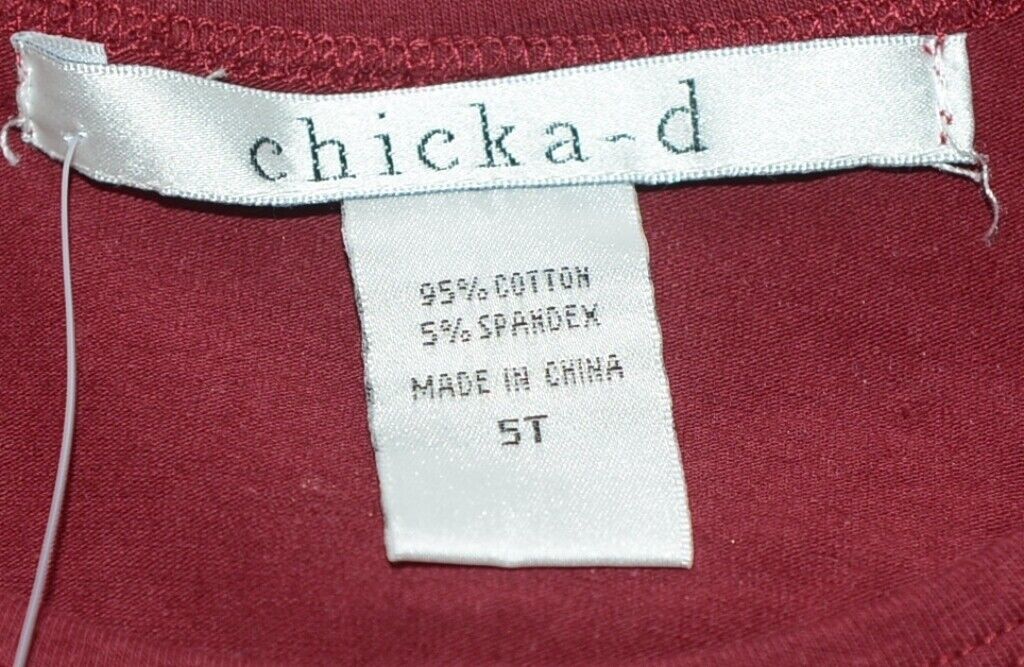 chicka-d
95% COTTON
5% SPANDEX
MADE IN CHINA
5T